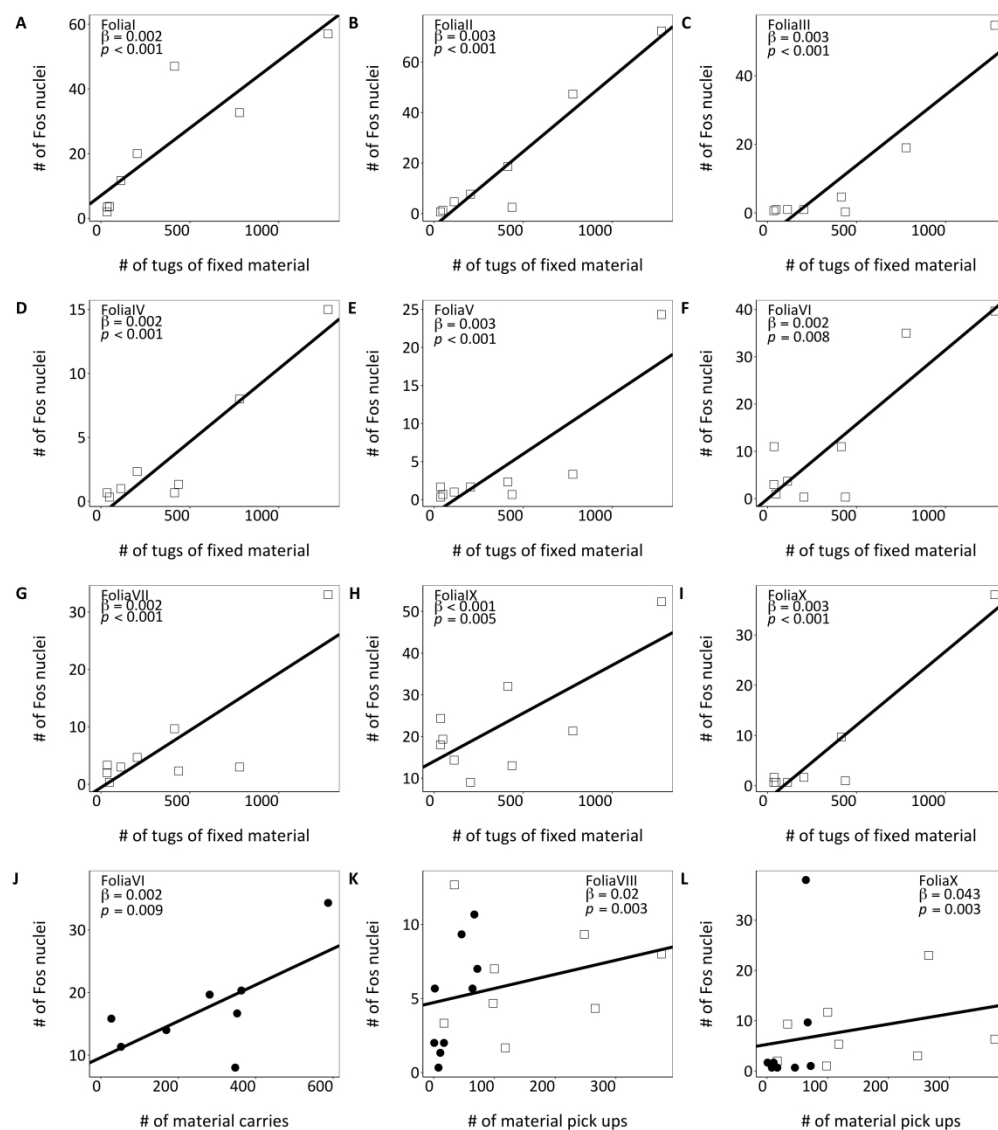 A
FoliaI
β = 0.002
p < 0.001
# of Fos nuclei
60
40
20
0
0 500 1000
# of tugs of fixed material
B
FoliaII
β = 0.003
p < 0.001
# of Fos nuclei
60
40
20
0
0 500 1000
# of tugs of fixed material
C
FoliaIII
β = 0.003
p < 0.001
# of Fos nuclei
40
20
0
0 500 1000
# of tugs of fixed material
D
FoliaIV
β = 0.002
p < 0.001
# of Fos nuclei
15
10
5
0
0 500 1000
# of tugs of fixed material
E
FoliaV
β = 0.003
p < 0.001
# of Fos nuclei
25
20
15
10
5
0
0 500 1000
# of tugs of fixed material
F
FoliaVI
β = 0.002
p = 0.008
# of Fos nuclei
40
30
20
10
0
0 500 1000
# of tugs of fixed material
G
FoliaVII
β = 0.002
p < 0.001
# of Fos nuclei
30
20
10
0
0 500 1000
# of tugs of fixed material
H
FoliaIX
β < 0.001
p = 0.005
# of Fos nuclei
50
40
30
20
10
0 500 1000
# of tugs of fixed material
I
FoliaX
β = 0.003
p < 0.001
# of Fos nuclei
30
20
10
0
0 500 1000
# of tugs of fixed material
J
FoliaVI
β = 0.002
p = 0.009
# of Fos nuclei
30
20
10
0 200 400 600
# of material carries
K
FoliaVIII
β = 0.02
p = 0.003
# of Fos nuclei
10
5
0
0 100 200 300
# of material pick ups
L
FoliaX
β = 0.043
p = 0.003
# of Fos nuclei
30
20
10
0
0 100 200 300
# of material pick ups